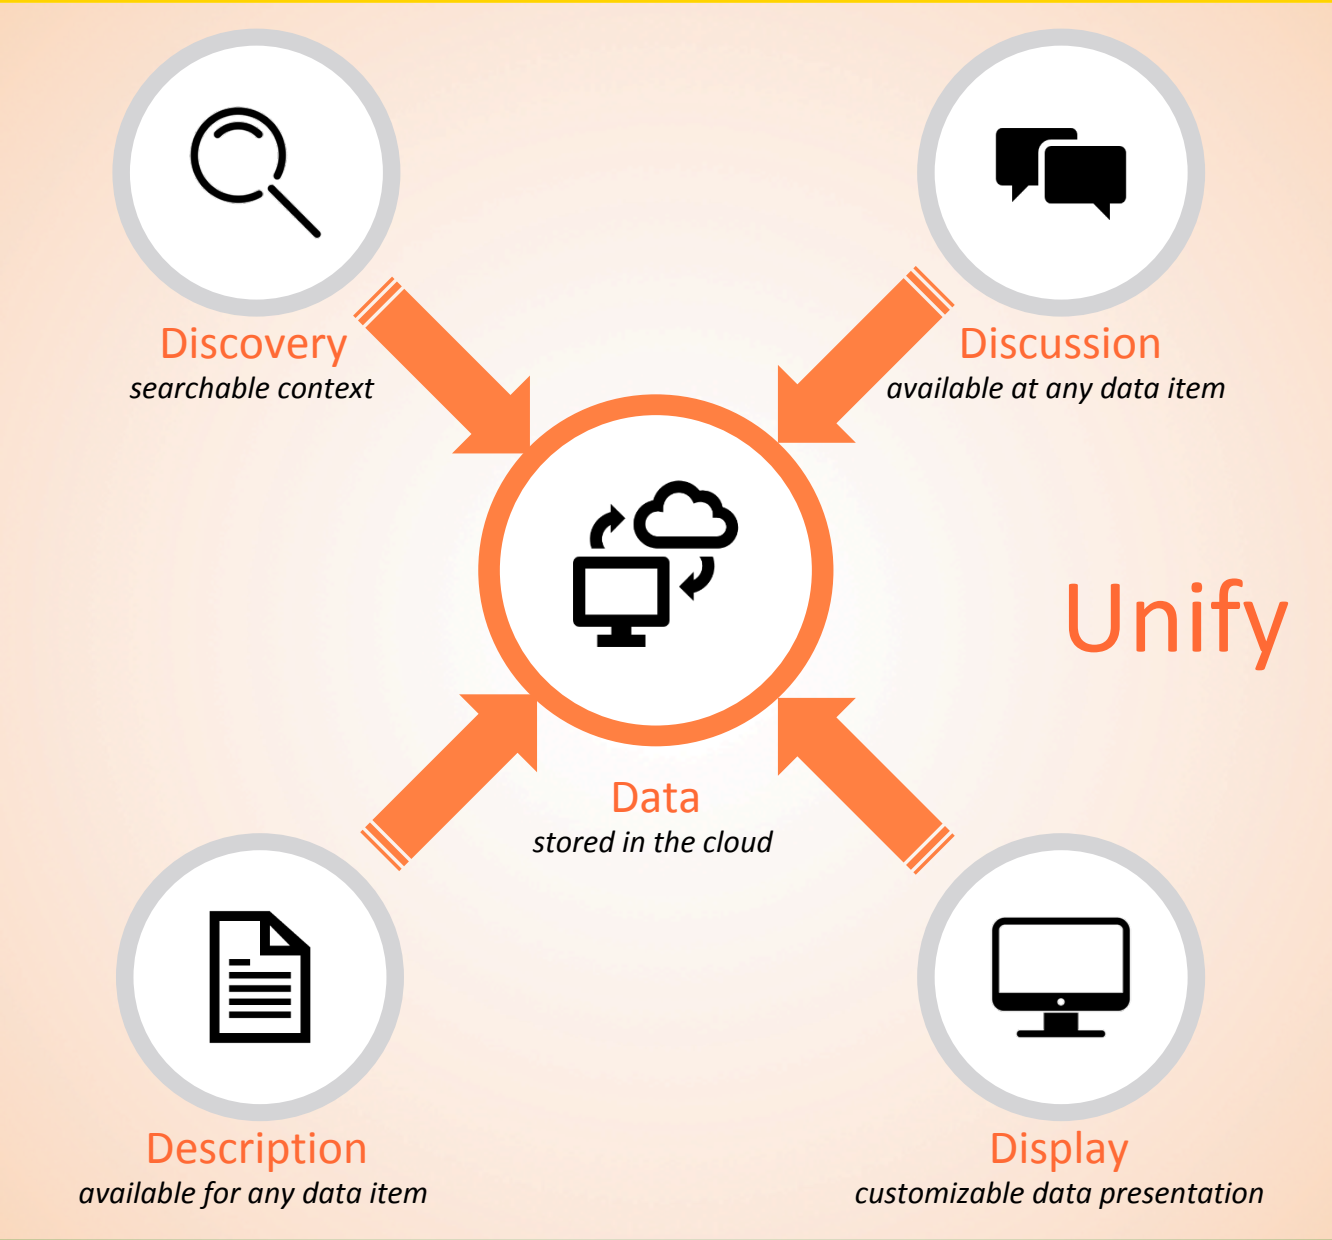 Discovery
searchable context
Discussion
available at any data item
Unify
Data
stored in the cloud
Description
available for any data item
Display
customizable data presentation